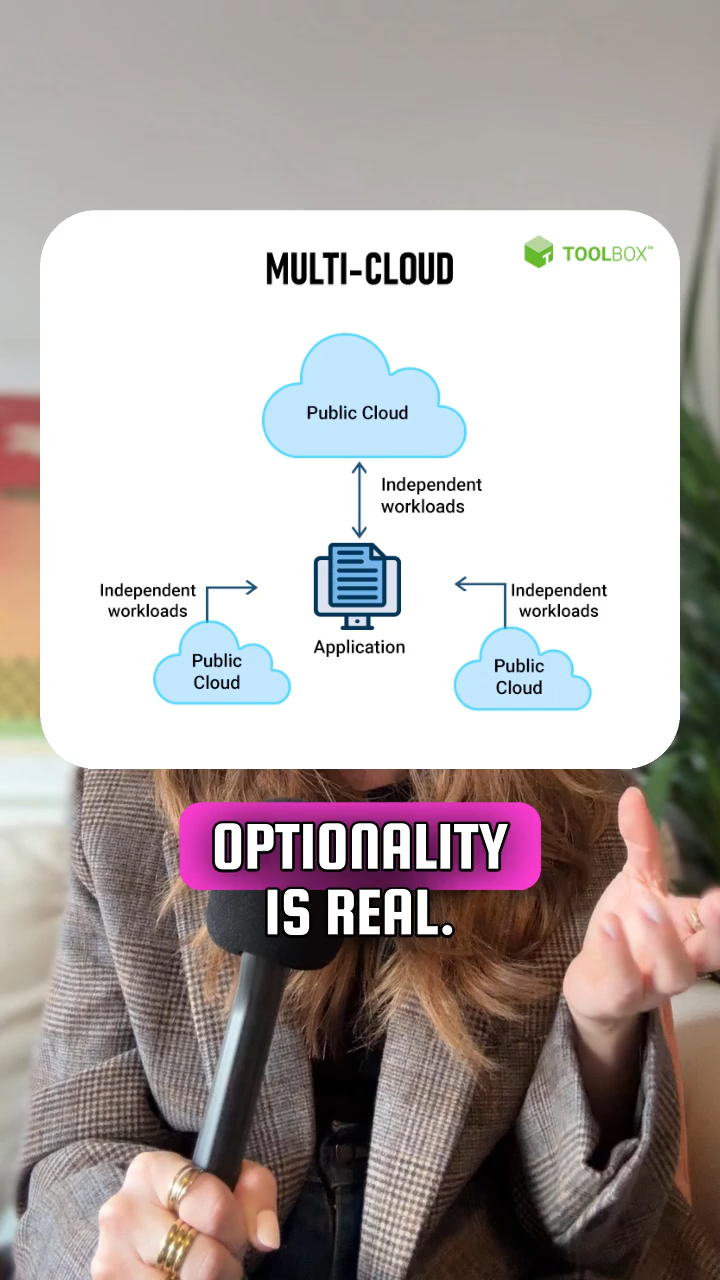 MULTI-CLOUD
TOOLBOX™
Public Cloud
Independent
workloads
Independent
workloads
Independent
workloads
Application
Public
Cloud
Public
Cloud
OPTIONALITY
IS REAL.